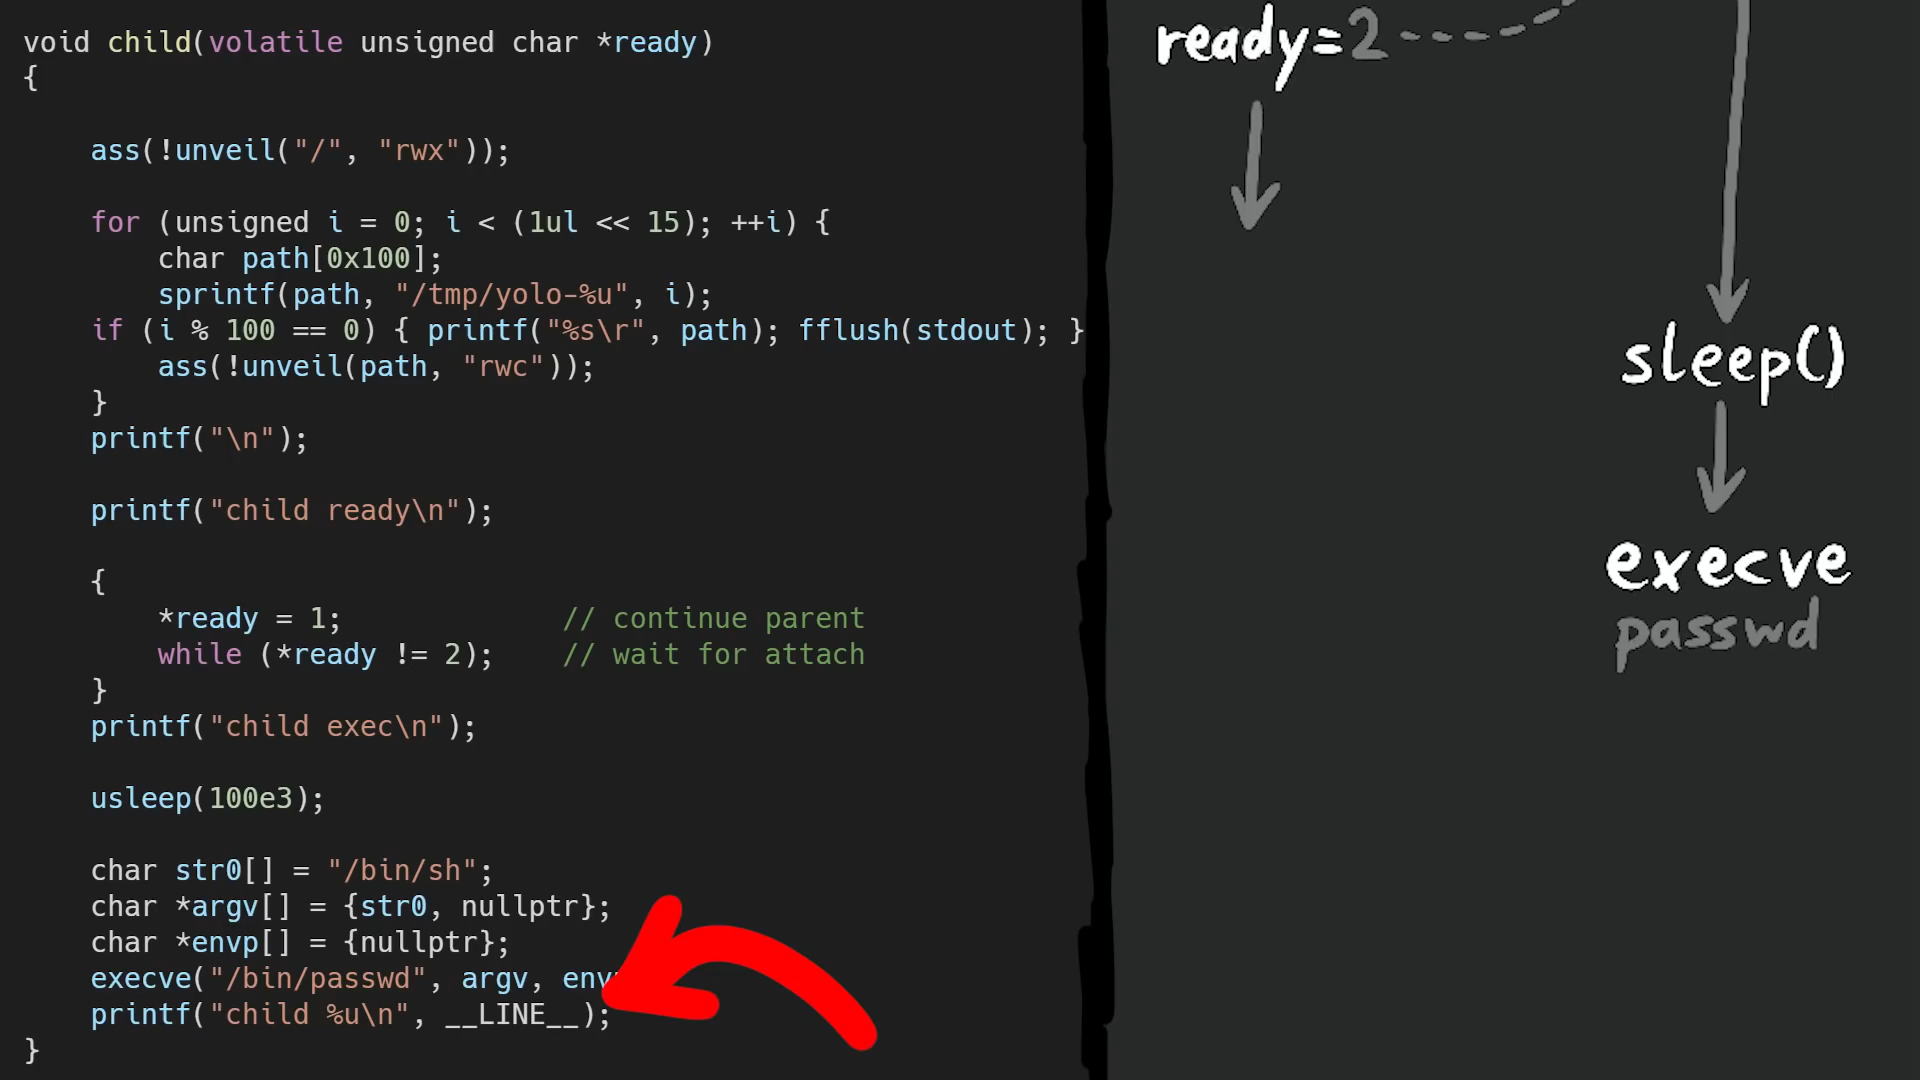 void child(volatile unsigned char *ready)
{
ass(!unveil("/", "rwx"));
for (unsigned i = 0; i < (1ul << 15); ++i) {
char path[0x100];
sprintf(path, "/tmp/yolo-%u", i);
if (i % 100 == 0) { printf("%s\r", path); fflush(stdout); }
ass(!unveil(path, "rwc"));
}
printf("\n");
printf("child ready\n");
{
*ready = 1; // continue parent
while (*ready != 2); // wait for attach
}
printf("child exec\n");
usleep(100e3);
char str0[] = "/bin/sh";
char *argv[] = {str0, nullptr};
char *envp[] = {nullptr};
execve("/bin/passwd", argv, env
printf("child %u\n", __LINE__);
}
ready=2
sleep()
execve
passwd